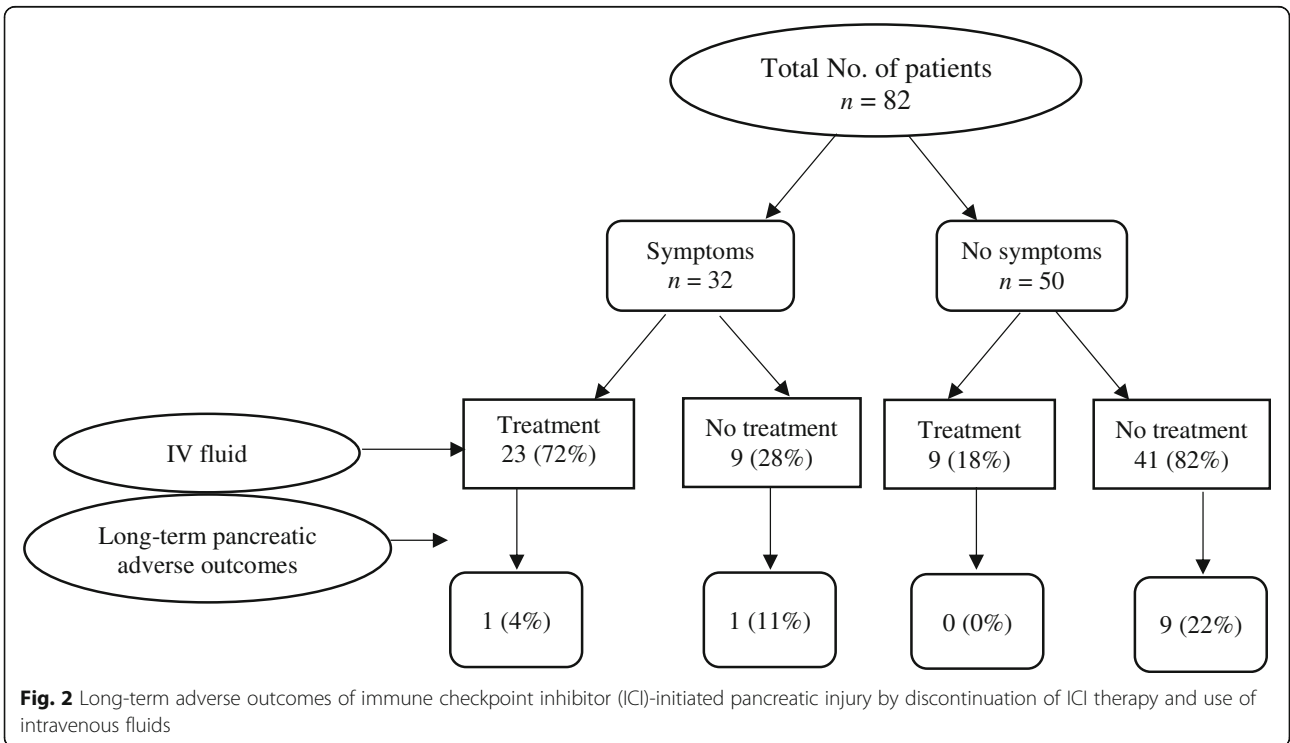 Total No. of patients
n = 82
Symptoms
n = 32
No symptoms
n = 50
IV fluid
Treatment
23 (72%)
No treatment
9 (28%)
Treatment
9 (18%)
No treatment
41 (82%)
Long-term pancreatic
adverse outcomes
1 (4%)
1 (11%)
0 (0%)
9 (22%)
Fig. 2 Long-term adverse outcomes of immune checkpoint inhibitor (ICI)-initiated pancreatic injury by discontinuation of ICI therapy and use of
intravenous fluids